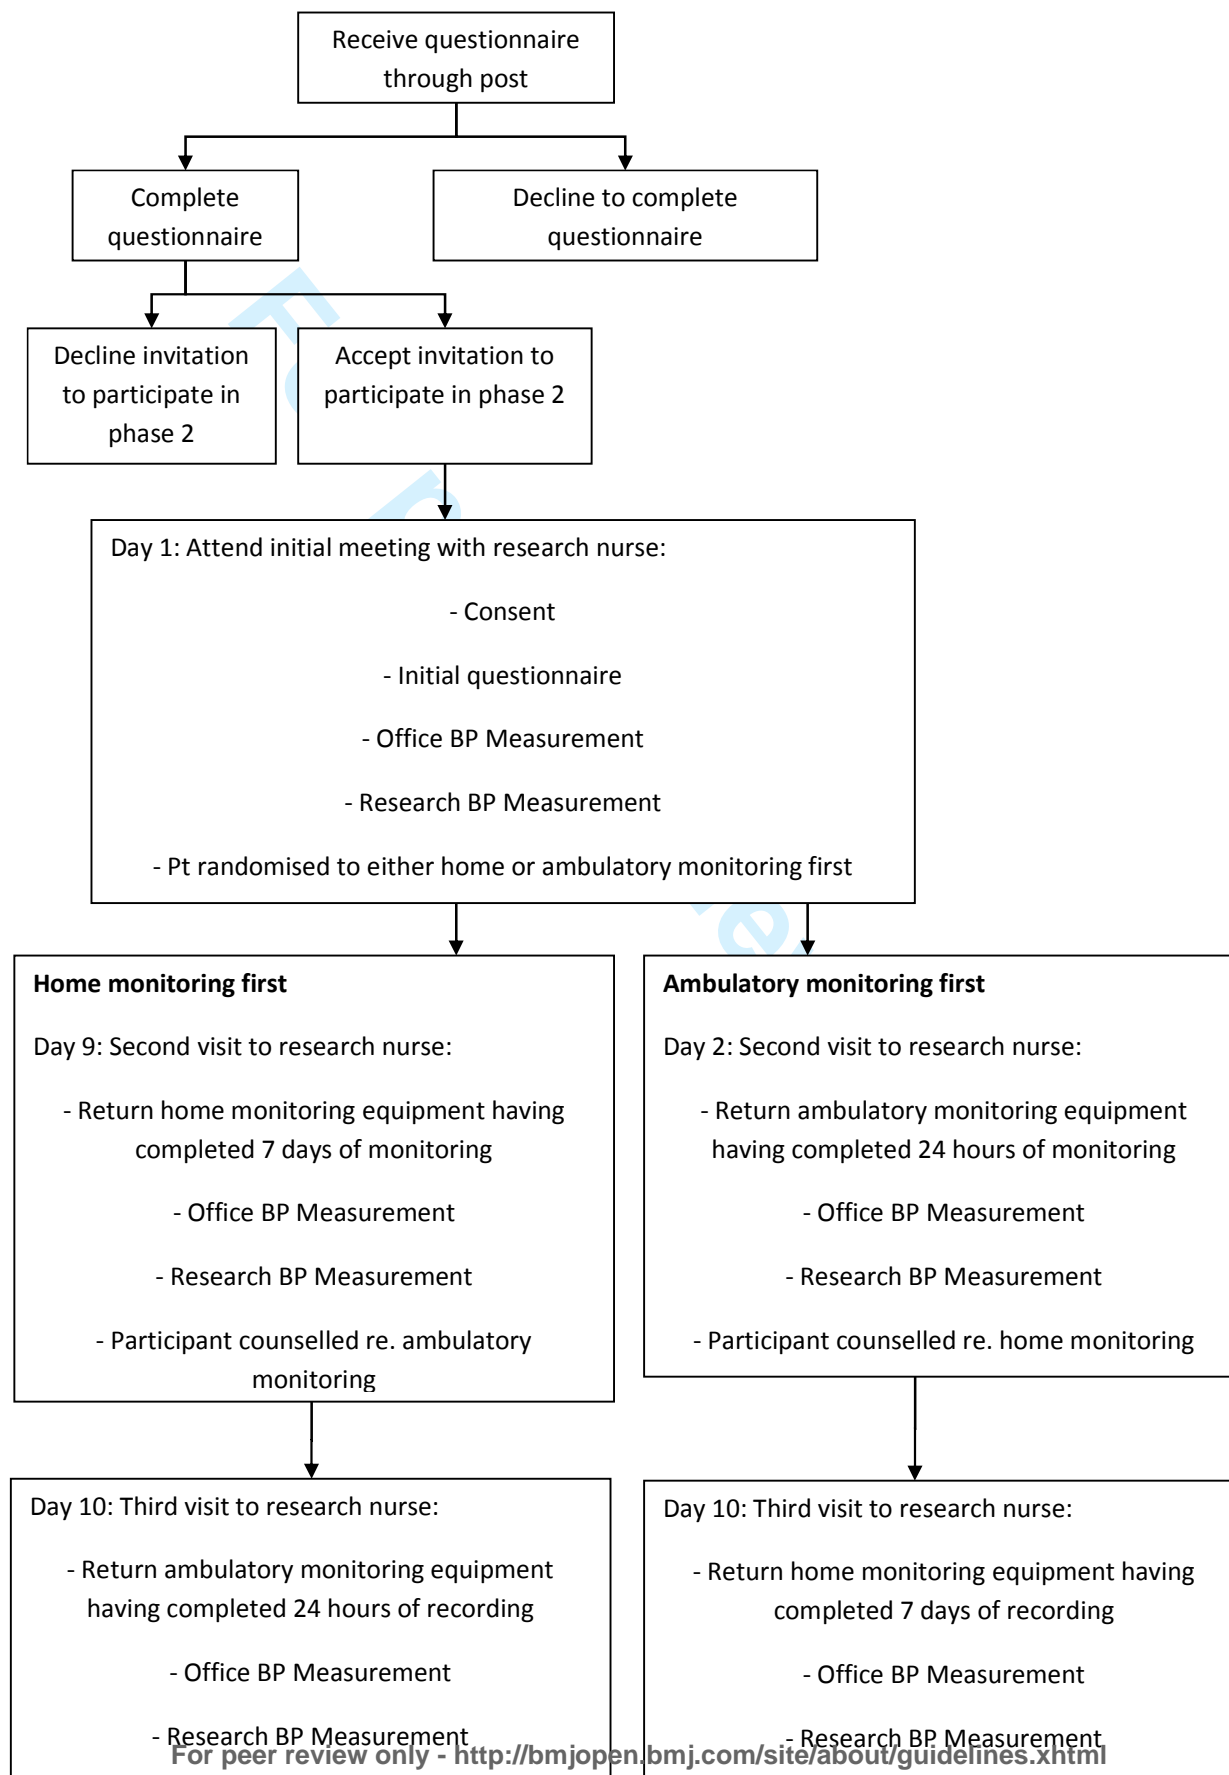 Receive questionnaire
through post
Complete
questionnaire
Decline to complete
questionnaire
Decline invitation
to participate in
phase 2
Accept invitation to
participate in phase 2
Day 1: Attend initial meeting with research nurse:
- Consent
- Initial questionnaire
- Office BP Measurement
- Research BP Measurement
- Pt randomised to either home or ambulatory monitoring first
Home monitoring first
Day 9: Second visit to research nurse:
- Return home monitoring equipment having
completed 7 days of monitoring
- Office BP Measurement
- Research BP Measurement
- Participant counselled re. ambulatory
monitoring
Ambulatory monitoring first
Day 2: Second visit to research nurse:
- Return ambulatory monitoring equipment
having completed 24 hours of monitoring
- Office BP Measurement
- Research BP Measurement
- Participant counselled re. home monitoring
Day 10: Third visit to research nurse:
- Return ambulatory monitoring equipment
having completed 24 hours of recording
- Office BP Measurement
- Research BP Measurement
Day 10: Third visit to research nurse:
- Return home monitoring equipment having
completed 7 days of recording
- Office BP Measurement
- Research BP Measurement
For peer review only - http://bmjopen.bmj.com/site/about/guidelines.xhtml